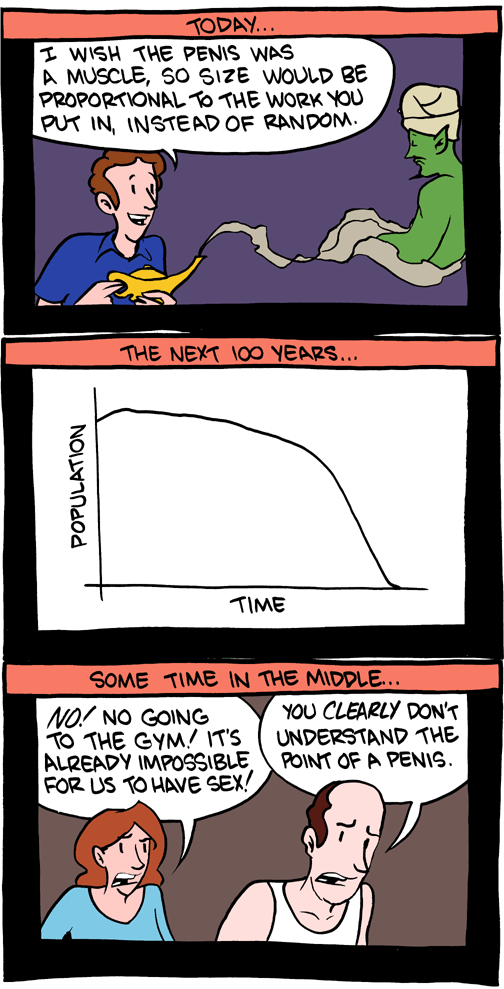 TODAY...
I WISH THE PENIS WAS
A MUSCLE, SO SIZE WOULD BE
PROPORTIONAL TO THE WORK YOU
PUT IN, INSTEAD OF RANDOM.
THE NEXT 100 YEARS...
POPULATION
TIME
SOME TIME IN THE MIDDLE...
NO! NO GOING
TO THE GYM! IT'S
ALREADY IMPOSSIBLE
FOR US TO HAVE SEX!
YOU CLEARLY DON'T
UNDERSTAND THE
POINT OF A PENIS.